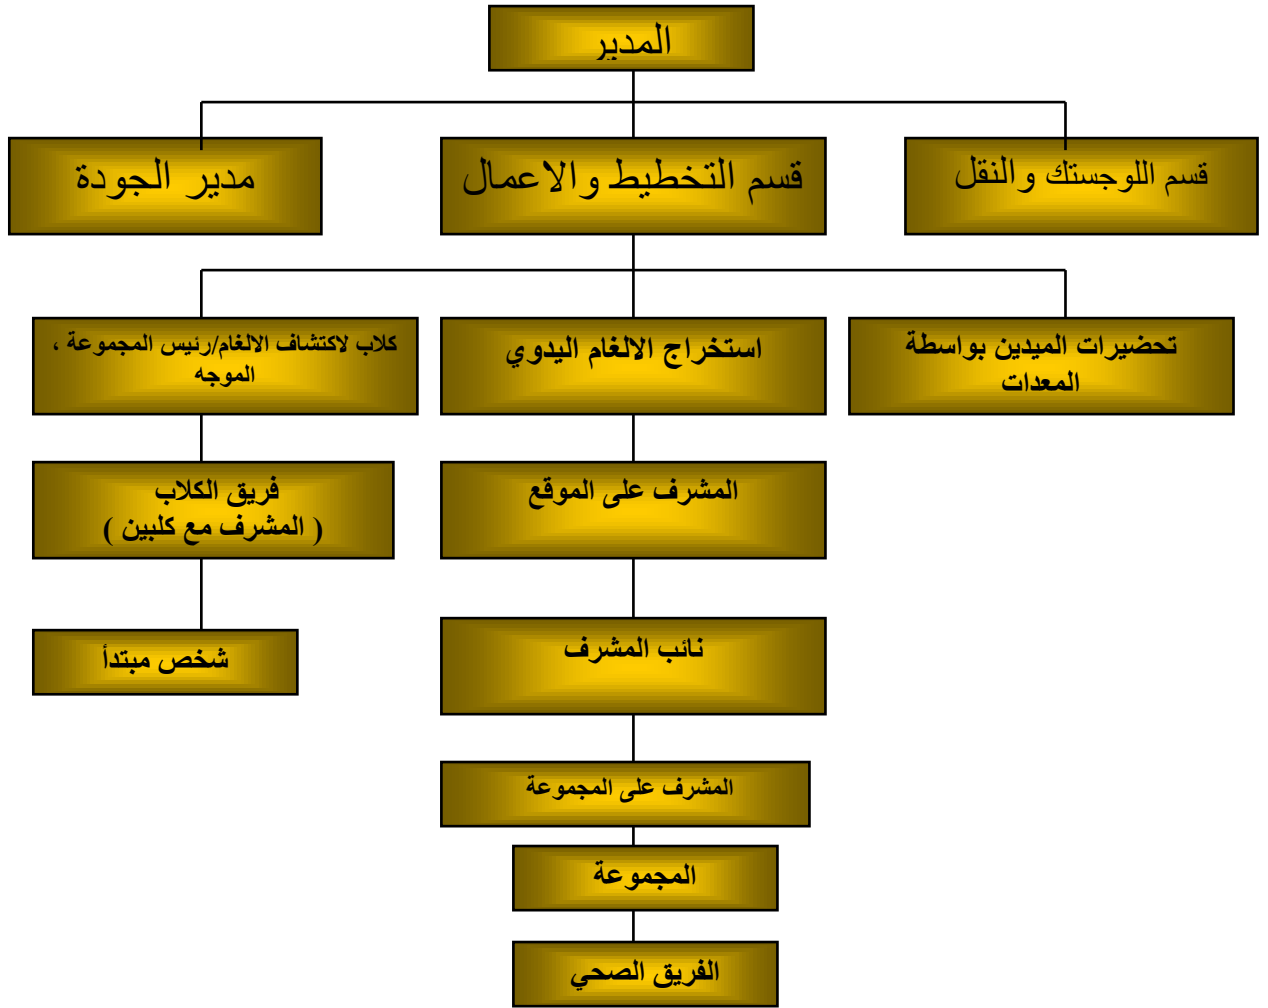 المدير
قسم اللوجستك والنقل
قسم التخطيط والاعمال
مدير الجودة
تحضيرات الميدين بواسطة
المعدات
استخراج الالغام اليدوي
كلاب لاكتشاف الالغام/رئيس المجموعة ،
الموجه
المشرف على الموقع
فريق الكلاب
( المشرف مع كلبين )
نائب المشرف
شخص مبتدأ
المشرف على المجموعة
المجموعة
الفريق الصحي